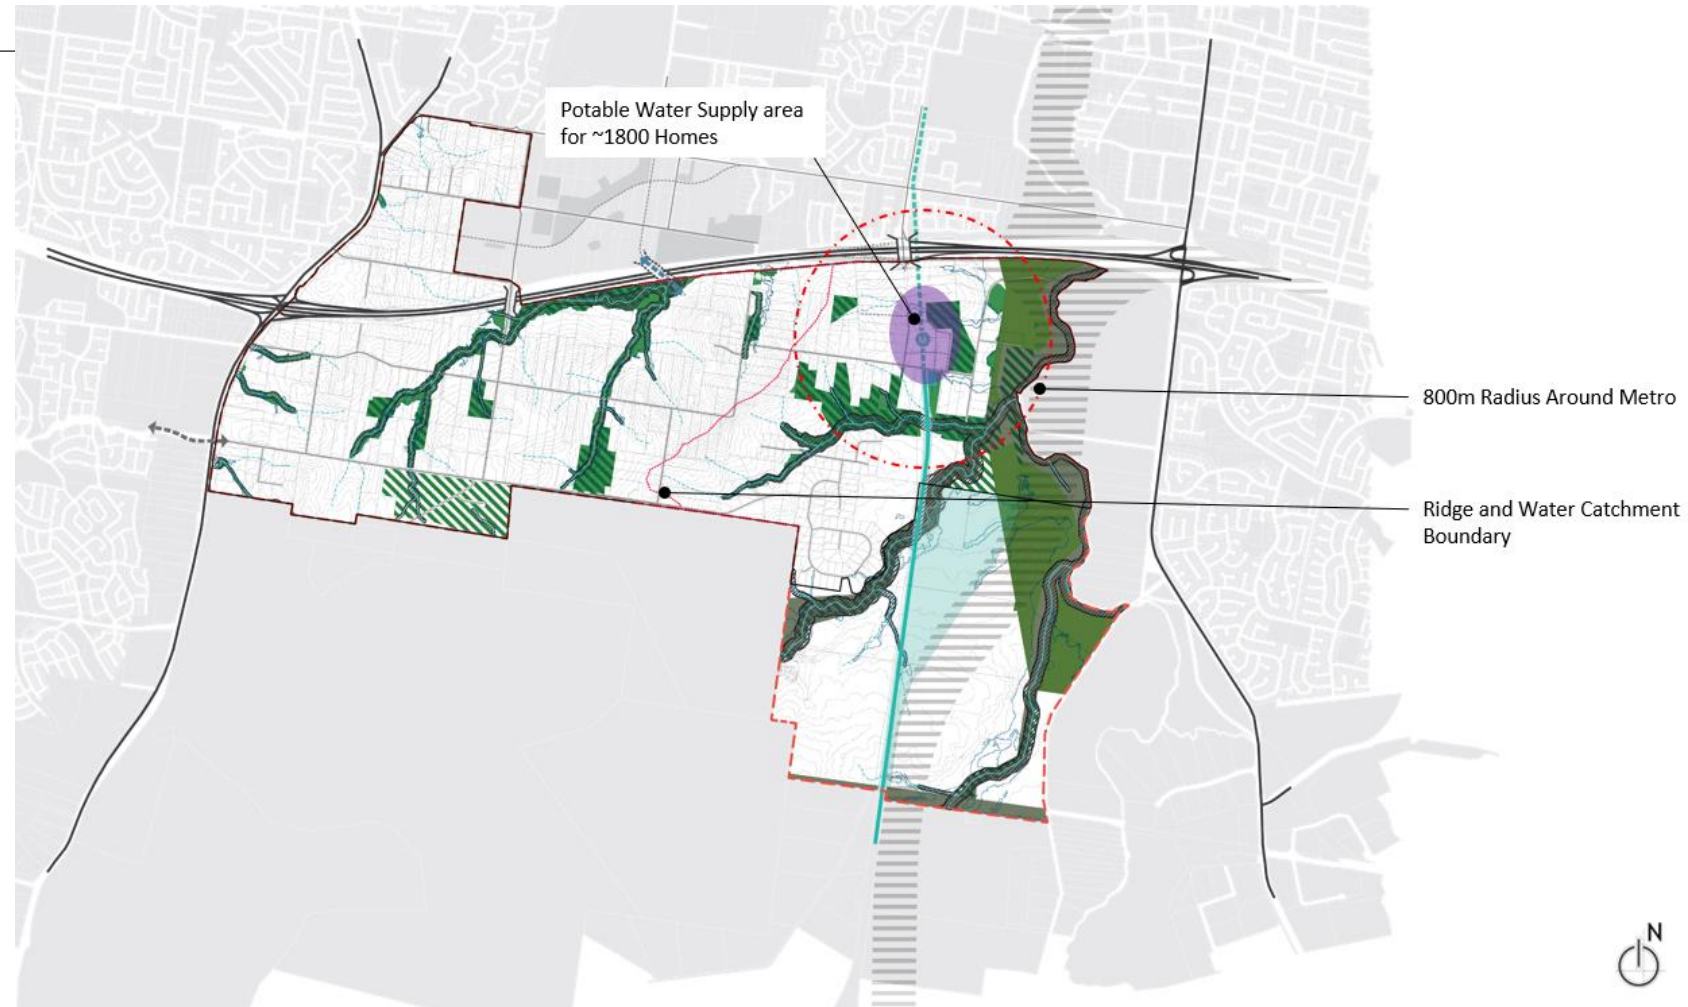 Potable Water Supply area
for ~1800 Homes
800m Radius Around Metro
Ridge and Water Catchment
Boundary
N